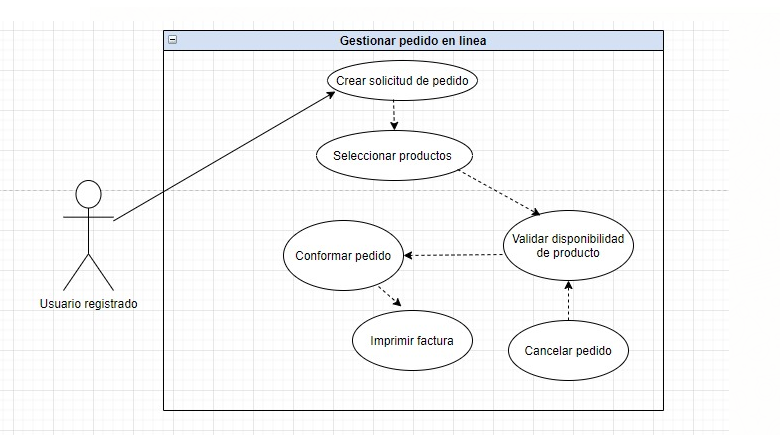 Gestionar pedido en linea
Crear solicitud de pedido
Seleccionar productos
Validar disponibilidad
de producto
Conformar pedido
Usuario registrado
Imprimir factura
Cancelar pedido